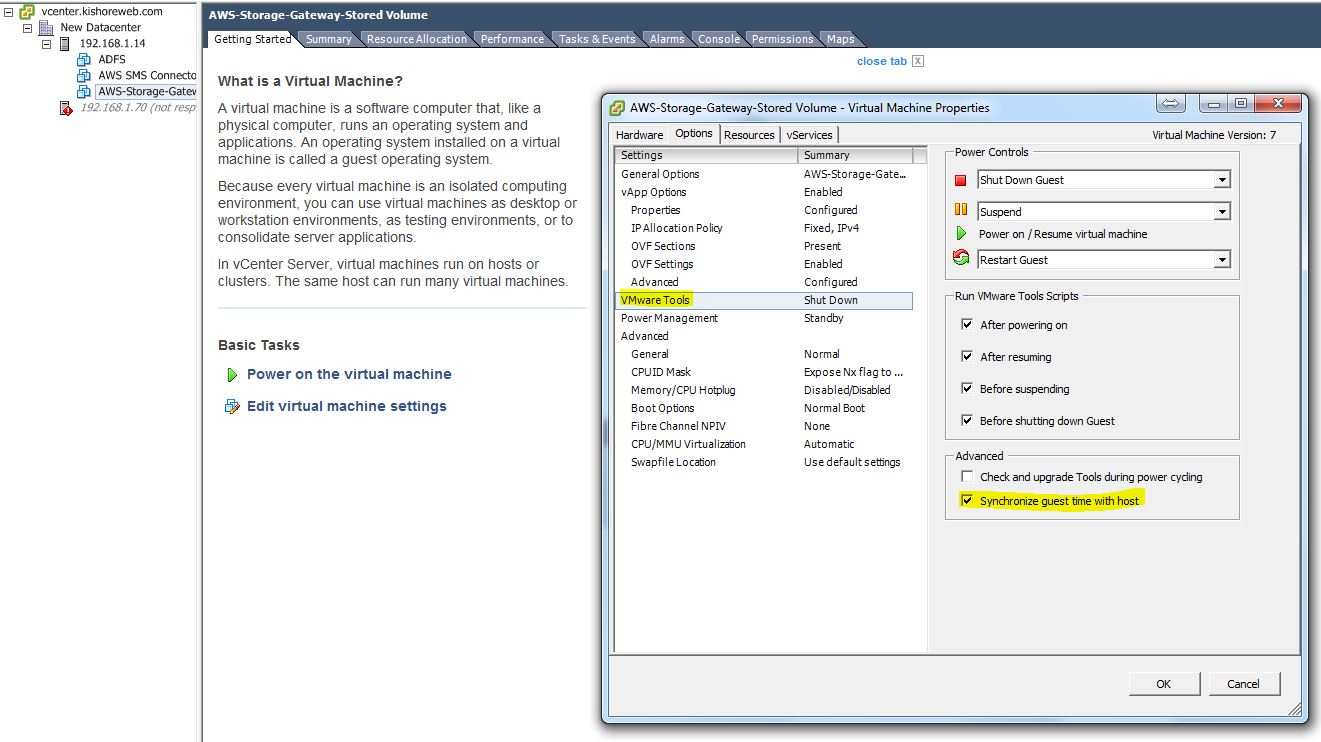 vcenter.kishoreweb.com
New Datacenter
192.168.1.14
ADFS
AWS SMS Connecto
AWS-Storage-Gatew
192.168.1.70 (not resp
AWS-Storage-Gateway-Stored Volume
Getting Started Summary Resource Allocation Performance Tasks & Events Alarms Console Permissions Maps
close tab X
What is a Virtual Machine?
A virtual machine is a software computer that, like a
physical computer, runs an operating system and
applications. An operating system installed on a virtual
machine is called a guest operating system.
Because every virtual machine is an isolated computing
environment, you can use virtual machines as desktop or
workstation environments, as testing environments, or to
consolidate server applications.
In vCenter Server, virtual machines run on hosts or
clusters. The same host can run many virtual machines.
Basic Tasks
Power on the virtual machine
Edit virtual machine settings
AWS-Storage-Gateway-Stored Volume - Virtual Machine Properties
Hardware Options Resources vServices
Virtual Machine Version: 7
Settings Summary
General Options AWS-Storage-Gate...
vApp Options Enabled
Properties Configured
IP Allocation Policy Fixed, IPv4
OVF Sections Present
OVF Settings Enabled
Advanced Configured
VMware Tools Shut Down
Power Management Standby
Advanced
General Normal
CPUID Mask Expose Nx flag to ...
Memory/CPU Hotplug Disabled/Disabled
Boot Options Normal Boot
Fibre Channel NPIV None
CPU/MMU Virtualization Automatic
Swapfile Location Use default settings
Power Controls
Shut Down Guest
Suspend
Power on / Resume virtual machine
Restart Guest
Run VMware Tools Scripts
After powering on
After resuming
Before suspending
Before shutting down Guest
Advanced
Check and upgrade Tools during power cycling
Synchronize guest time with host
OK Cancel